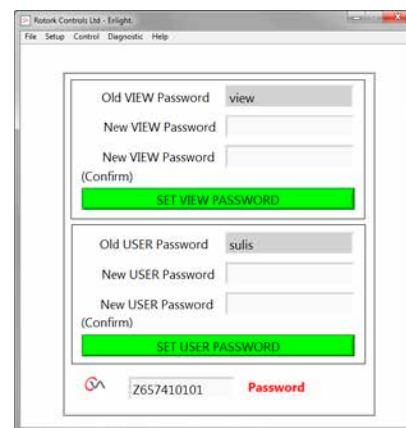 Rotork Controls Ltd - Enlight
File Setup Control Diagnostic Help
Old VIEW Password view
New VIEW Password
New VIEW Password
(Confirm)
SET VIEW PASSWORD
Old USER Password sulis
New USER Password
New USER Password
(Confirm)
SET USER PASSWORD
Z657410101 Password